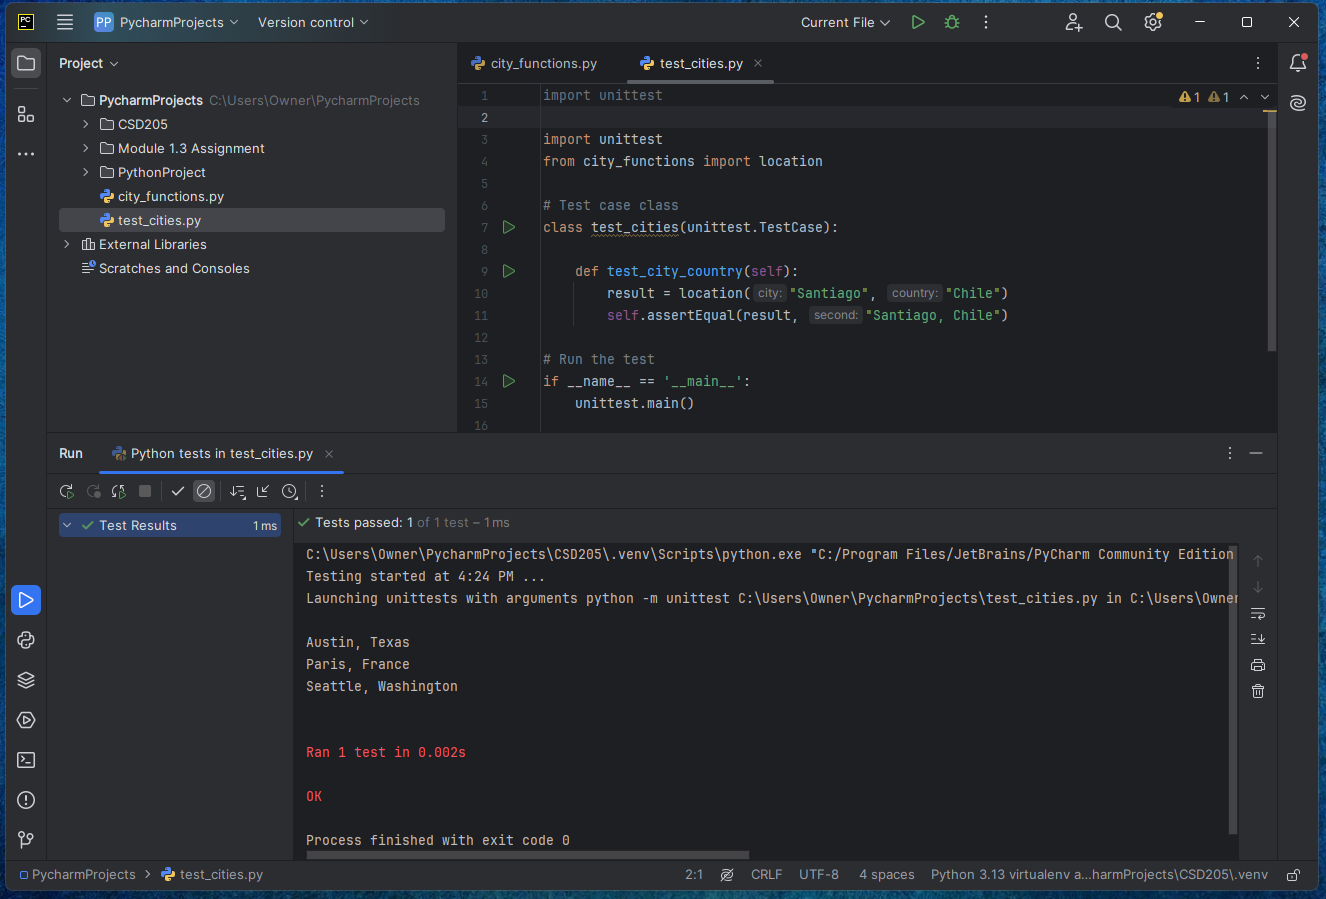 PC
PP PycharmProjects Version control Current File
Project
city_functions.py test_cities.py
PycharmProjects C:\Users\Owner\PycharmProjects
CSD205
Module 1.3 Assignment
PythonProject
city_functions.py
test_cities.py
External Libraries
Scratches and Consoles
1 import unittest 1 1
2
3 import unittest
4 from city_functions import location
5
6 # Test case class
7 class test_cities(unittest.TestCase):
8
9 def test_city_country(self):
10 result = location( city: "Santiago", country: "Chile")
11 self.assertEqual(result, second: "Santiago, Chile")
12
13 # Run the test
14 if __name__ == '__main__':
15 unittest.main()
16
Run Python tests in test_cities.py
Test Results 1 ms
Tests passed: 1 of 1 test – 1 ms
C:\Users\Owner\PycharmProjects\CSD205\.venv\Scripts\python.exe "C:/Program Files/JetBrains/PyCharm Community Edition
Testing started at 4:24 PM ...
Launching unittests with arguments python -m unittest C:\Users\Owner\PycharmProjects\test_cities.py in C:\Users\Owner
Austin, Texas
Paris, France
Seattle, Washington
Ran 1 test in 0.002s
OK
Process finished with exit code 0
PycharmProjects > test_cities.py 2:1 CRLF UTF-8 4 spaces Python 3.13 virtualenv a...harmProjects\CSD205\.venv